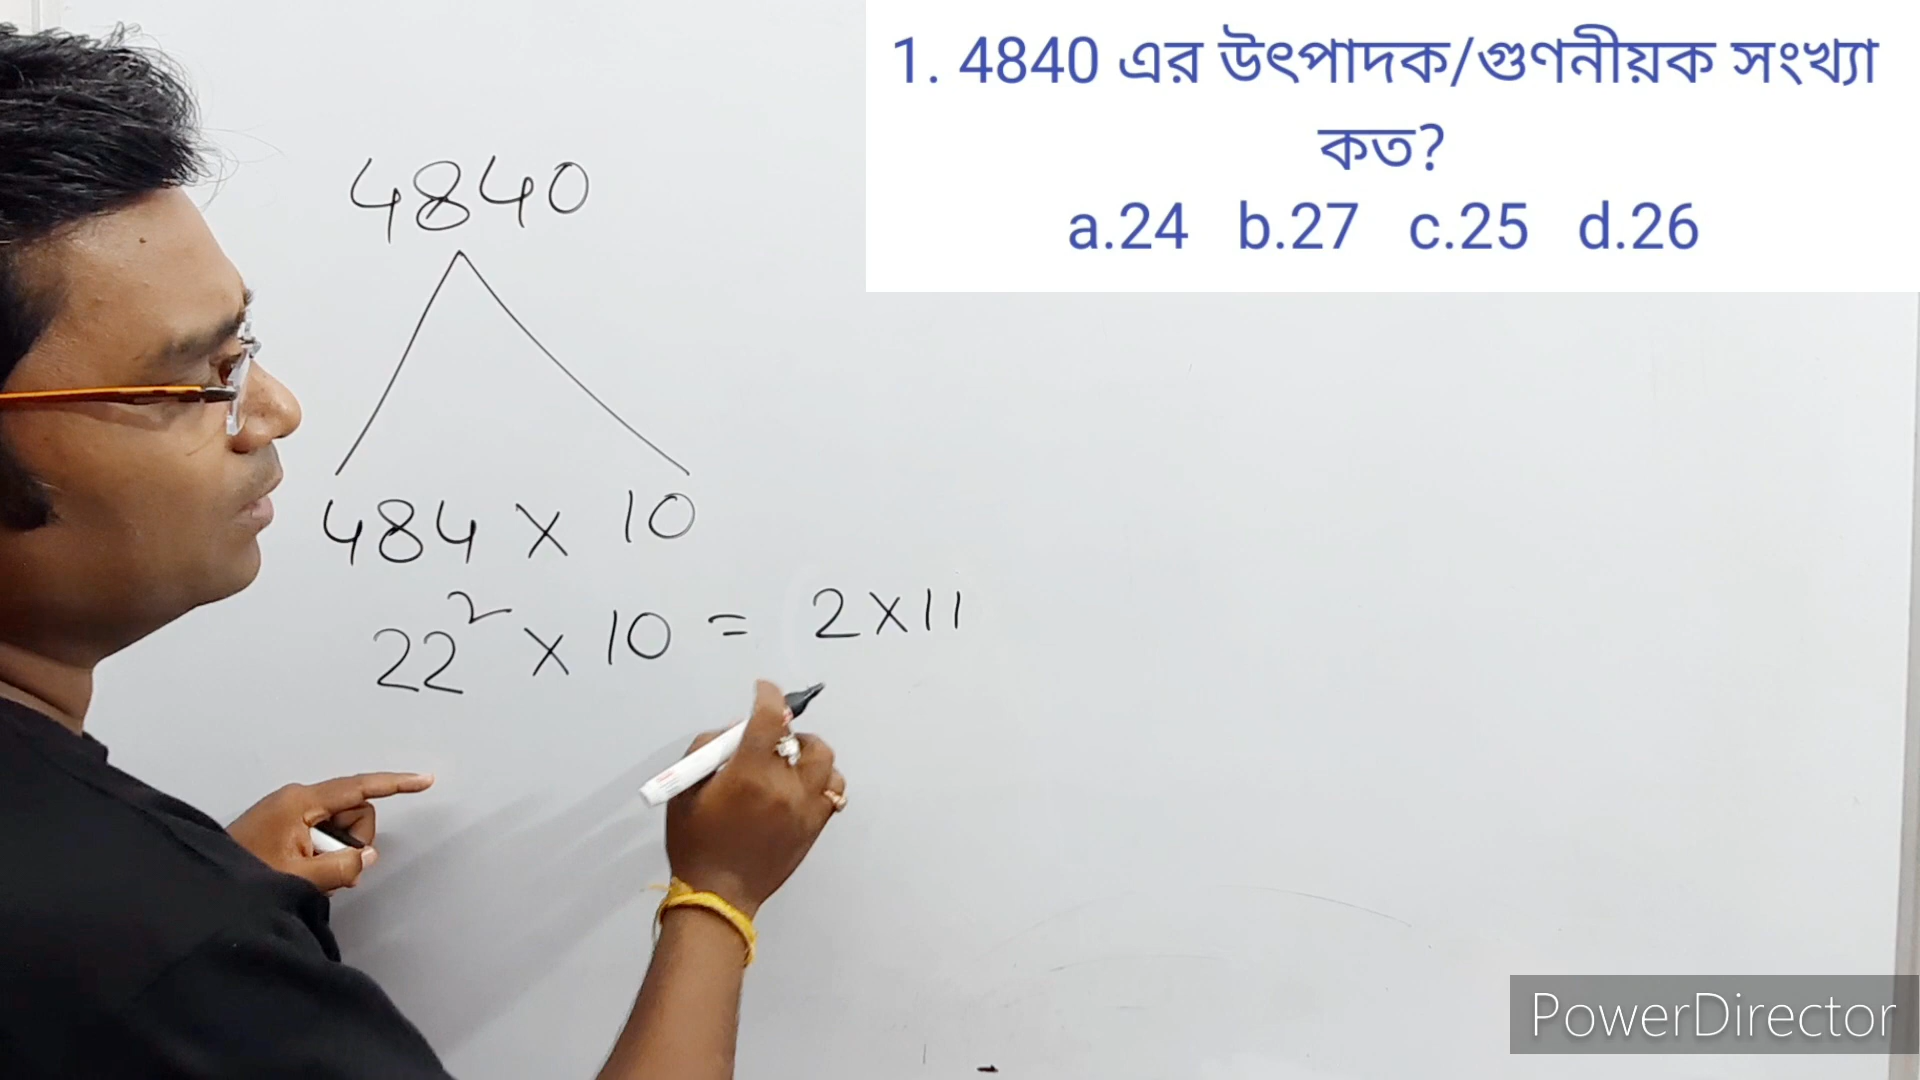 1. 4840 এর উৎপাদক/গুণনীয়ক সংখ্যা
কত?
a.24 b.27 c.25 d.26
4840
484 × 10
22² × 10 = 2×11
PowerDirector